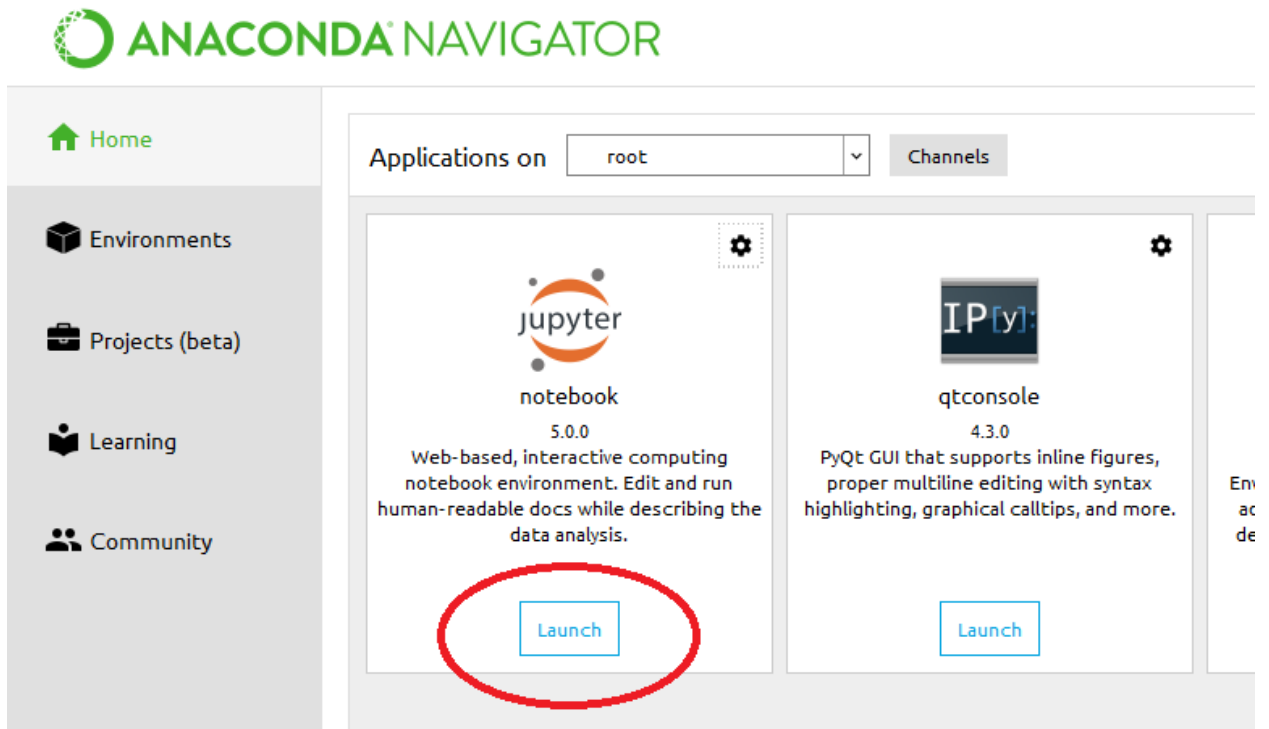 ANACONDA NAVIGATOR
Home
Applications on root Channels
Environments
Projects (beta)
Learning
Community
jupyter
notebook
5.0.0
Web-based, interactive computing
notebook environment. Edit and run
human-readable docs while describing the
data analysis.
Launch
IP[y]:
qtconsole
4.3.0
PyQt GUI that supports inline figures,
proper multiline editing with syntax
highlighting, graphical calltips, and more.
Launch